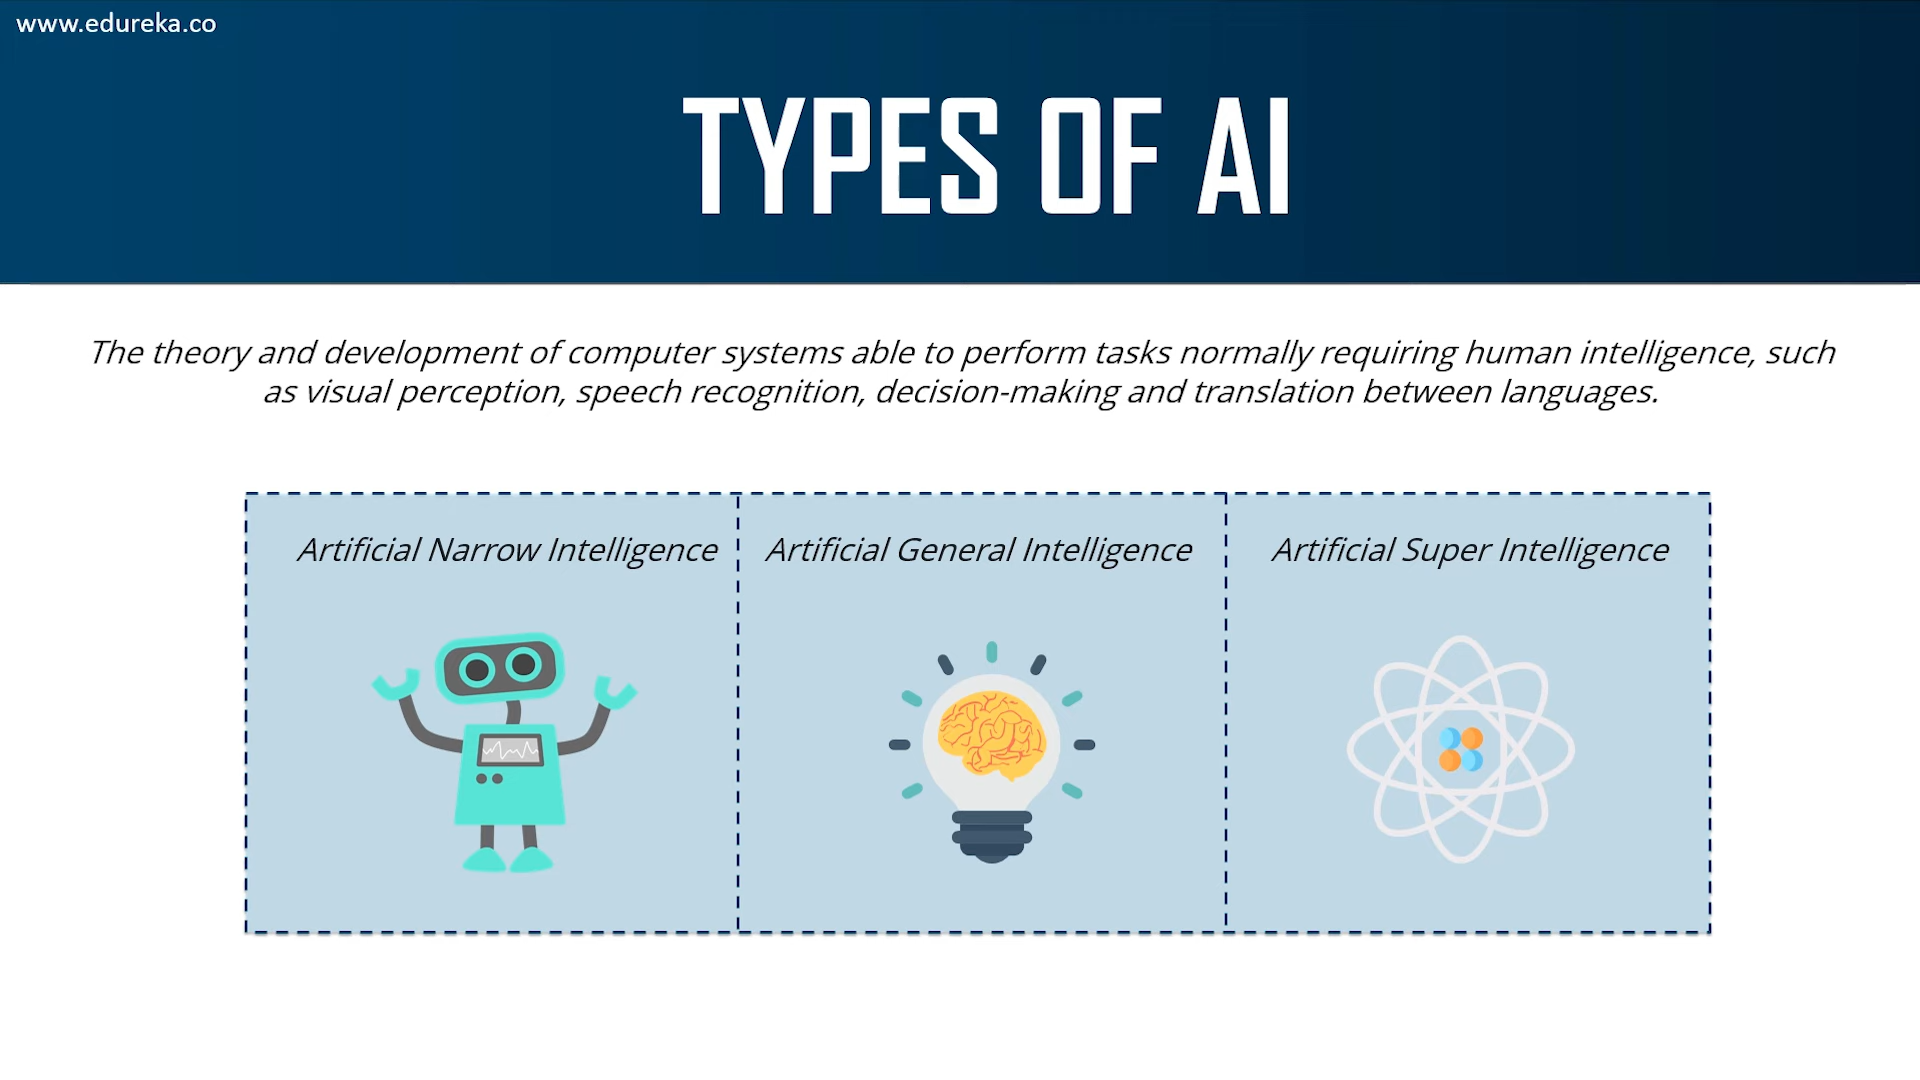 www.edureka.co
TYPES OF AI
The theory and development of computer systems able to perform tasks normally requiring human intelligence, such
as visual perception, speech recognition, decision-making and translation between languages.
Artificial Narrow Intelligence
Artificial General Intelligence
Artificial Super Intelligence